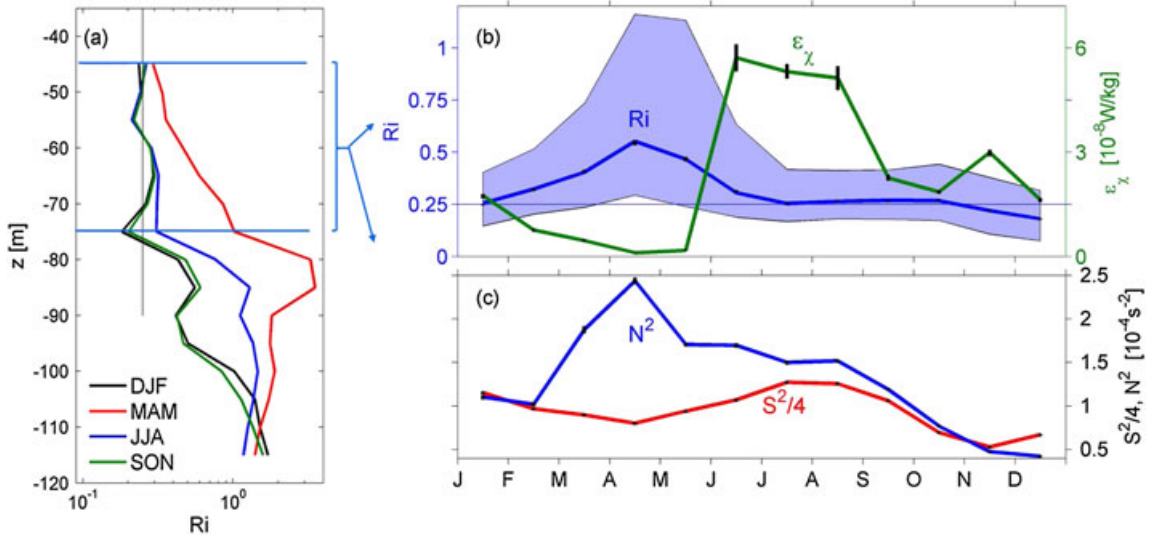 (a)
-40
-50
-60
-70
-80
-90
-100
-110
-120
z [m]
DJF
MAM
JJA
SON
10^-1
10^0
Ri
(b)
1
0.75
0.5
0.25
0
Ri
Ri
ε_χ
6
3
0
ε_χ [10^-8W/kg]
(c)
N^2
S^2/4
2.5
2
1.5
1
0.5
S^2/4, N^2 [10^-4s^-2]
J F M A M J J A S O N D